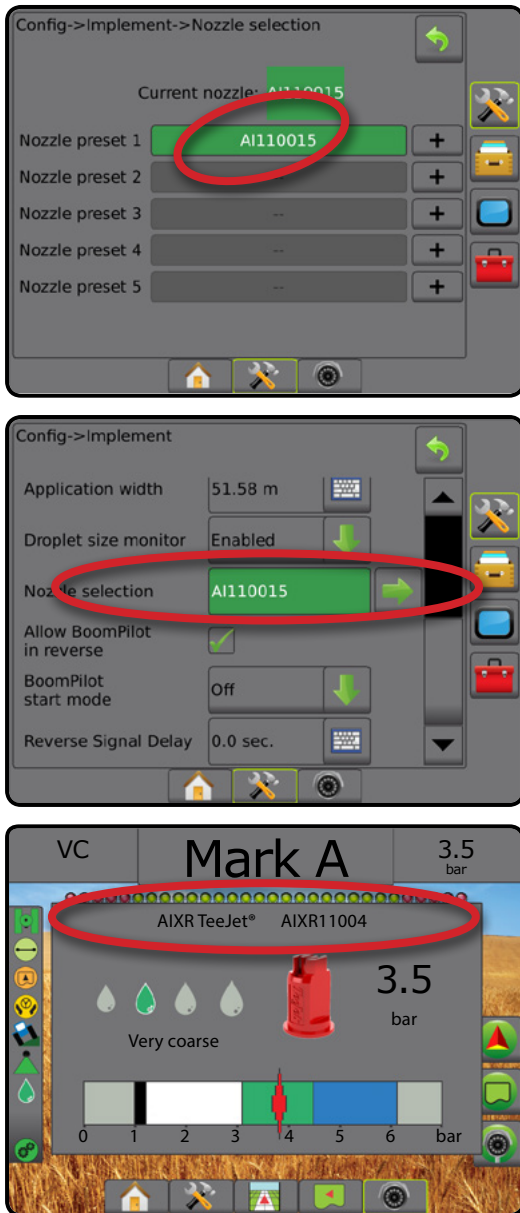 Config->Implement->Nozzle selection
Current nozzle: AI110015
Nozzle preset 1 AI110015 +
Nozzle preset 2 +
Nozzle preset 3 -- +
Nozzle preset 4 -- +
Nozzle preset 5 -- +
Config->Implement
Application width 51.58 m
Droplet size monitor Enabled
Nozzle selection AI110015
Allow BoomPilot
in reverse
BoomPilot
start mode Off
Reverse Signal Delay 0.0 sec.
VC Mark A 3.5
bar
AIXR TeeJet® AIXR11004
3.5
bar
Very coarse
0 1 2 3 4 5 6 bar